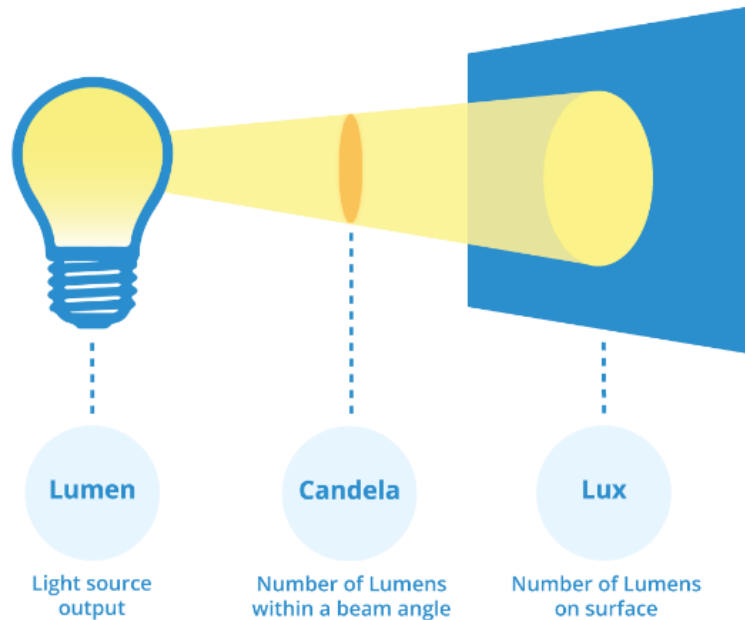 Lumen
Light source
output
Candela
Number of Lumens
within a beam angle
Lux
Number of Lumens
on surface